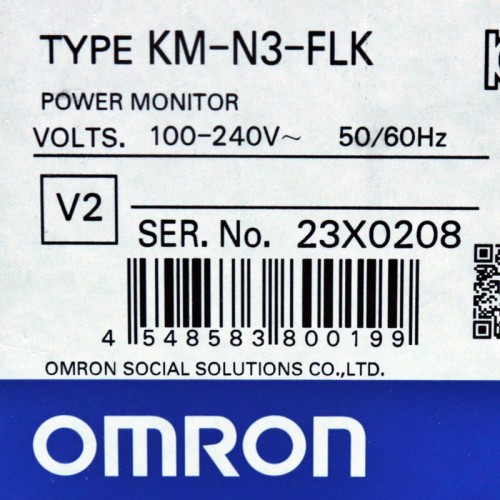 TYPE KM-N3-FLK
POWER MONITOR
VOLTS. 100-240V~ 50/60Hz
V2
SER. No. 23X0208
4 548583 800199
OMRON SOCIAL SOLUTIONS CO.,LTD.
OMRON